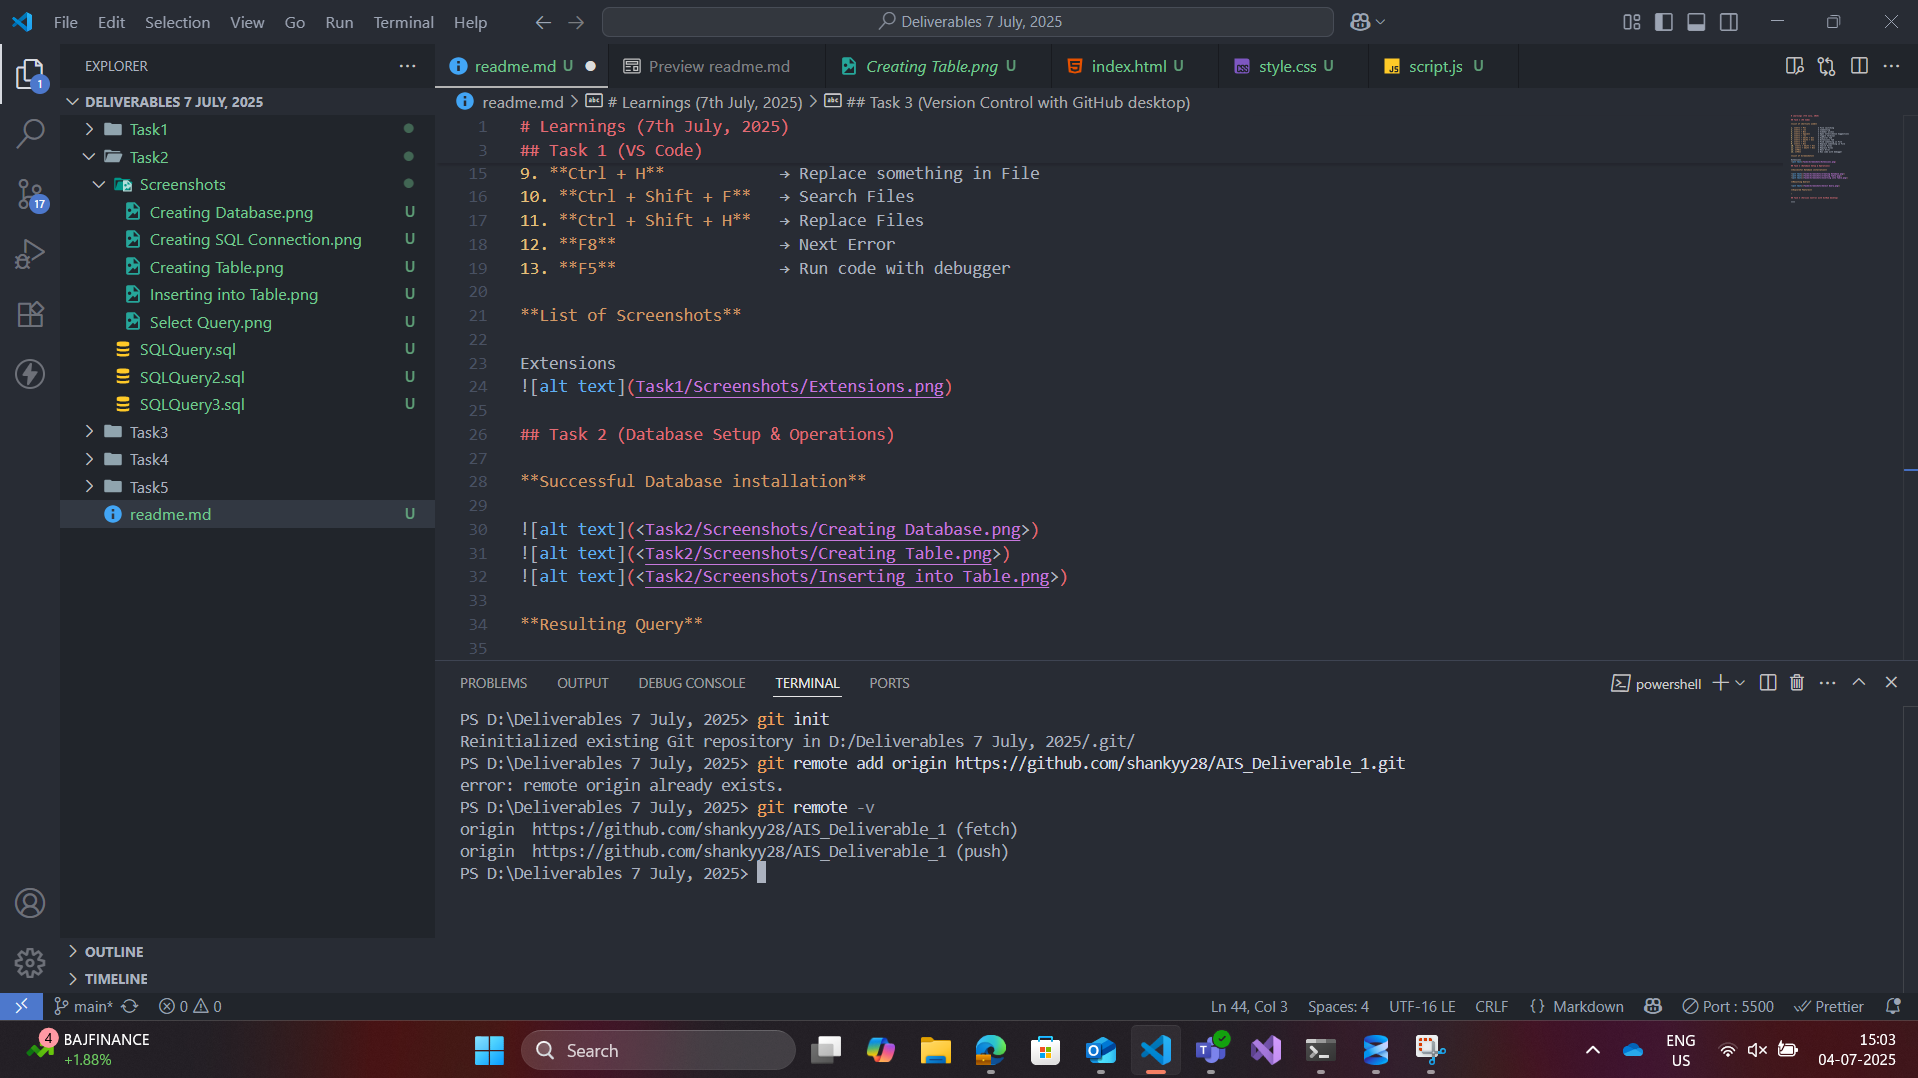 File Edit Selection View Go Run Terminal Help
Deliverables 7 July, 2025
EXPLORER
DELIVERABLES 7 JULY, 2025
Task1
Task2
Screenshots
Creating Database.png U
Creating SQL Connection.png U
Creating Table.png U
Inserting into Table.png U
Select Query.png U
SQLQuery.sql U
SQLQuery2.sql U
SQLQuery3.sql U
Task3
Task4
Task5
readme.md U
OUTLINE
TIMELINE
1
17
readme.md U
Preview readme.md
Creating Table.png U
index.html U
style.css U
script.js U
readme.md > # Learnings (7th July, 2025) > ## Task 3 (Version Control with GitHub desktop)
1 # Learnings (7th July, 2025)
3 ## Task 1 (VS Code)
15 9. **Ctrl + H** → Replace something in File
16 10. **Ctrl + Shift + F** → Search Files
17 11. **Ctrl + Shift + H** → Replace Files
18 12. **F8** → Next Error
19 13. **F5** → Run code with debugger
20
21 **List of Screenshots**
22
23 Extensions
24 ![alt text](Task1/Screenshots/Extensions.png)
25
26 ## Task 2 (Database Setup & Operations)
27
28 **Successful Database installation**
29
30 ![alt text](<Task2/Screenshots/Creating Database.png>)
31 ![alt text](<Task2/Screenshots/Creating Table.png>)
32 ![alt text](<Task2/Screenshots/Inserting into Table.png>)
33
34 **Resulting Query**
35
PROBLEMS OUTPUT DEBUG CONSOLE TERMINAL PORTS
powershell
PS D:\Deliverables 7 July, 2025> git init
Reinitialized existing Git repository in D:/Deliverables 7 July, 2025/.git/
PS D:\Deliverables 7 July, 2025> git remote add origin https://github.com/shankyy28/AIS_Deliverable_1.git
error: remote origin already exists.
PS D:\Deliverables 7 July, 2025> git remote -v
origin  https://github.com/shankyy28/AIS_Deliverable_1 (fetch)
origin  https://github.com/shankyy28/AIS_Deliverable_1 (push)
PS D:\Deliverables 7 July, 2025>
main* 0 0
Ln 44, Col 3 Spaces: 4 UTF-16 LE CRLF {} Markdown Port : 5500 Prettier
4
BAJFINANCE
+1.88%
Search
ENG
US
15:03
04-07-2025